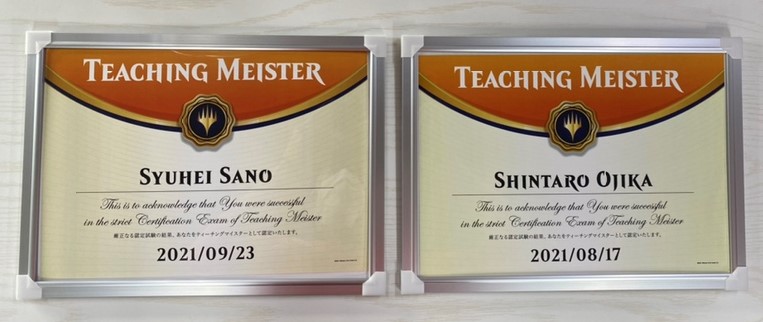 TEACHING MEISTER
SYUHEI SANO
This is to acknowledge that You were successful
in the strict Certification Exam of Teaching Meister
厳正なる認定試験の結果、あなたをティーチングマイスターとして認定いたします。
2021/09/23
TEACHING MEISTER
SHINTARO OJIKA
This is to acknowledge that You were successful
in the strict Certification Exam of Teaching Meister
厳正なる認定試験の結果、あなたをティーチングマイスターとして認定いたします。
2021/08/17